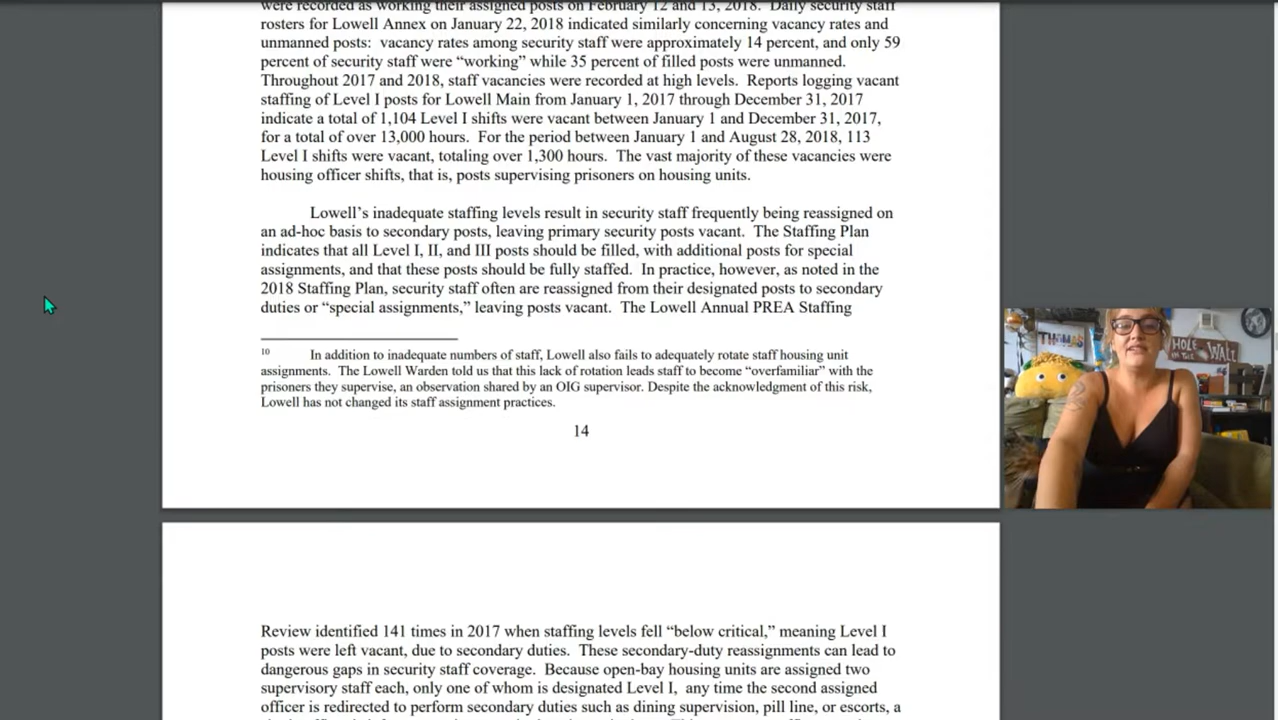 were recorded as working their assigned posts on February 12 and 13, 2018. Daily security staff
rosters for Lowell Annex on January 22, 2018 indicated similarly concerning vacancy rates and
unmanned posts: vacancy rates among security staff were approximately 14 percent, and only 59
percent of security staff were “working” while 35 percent of filled posts were unmanned.
Throughout 2017 and 2018, staff vacancies were recorded at high levels. Reports logging vacant
staffing of Level I posts for Lowell Main from January 1, 2017 through December 31, 2017
indicate a total of 1,104 Level I shifts were vacant between January 1 and December 31, 2017,
for a total of over 13,000 hours. For the period between January 1 and August 28, 2018, 113
Level I shifts were vacant, totaling over 1,300 hours. The vast majority of these vacancies were
housing officer shifts, that is, posts supervising prisoners on housing units.
Lowell’s inadequate staffing levels result in security staff frequently being reassigned on
an ad-hoc basis to secondary posts, leaving primary security posts vacant. The Staffing Plan
indicates that all Level I, II, and III posts should be filled, with additional posts for special
assignments, and that these posts should be fully staffed. In practice, however, as noted in the
2018 Staffing Plan, security staff often are reassigned from their designated posts to secondary
duties or “special assignments,” leaving posts vacant. The Lowell Annual PREA Staffing
10 In addition to inadequate numbers of staff, Lowell also fails to adequately rotate staff housing unit
assignments. The Lowell Warden told us that this lack of rotation leads staff to become “overfamiliar” with the
prisoners they supervise, an observation shared by an OIG supervisor. Despite the acknowledgment of this risk,
Lowell has not changed its staff assignment practices.
14
Review identified 141 times in 2017 when staffing levels fell “below critical,” meaning Level I
posts were left vacant, due to secondary duties. These secondary-duty reassignments can lead to
dangerous gaps in security staff coverage. Because open-bay housing units are assigned two
supervisory staff each, only one of whom is designated Level I, any time the second assigned
officer is redirected to perform secondary duties such as dining supervision, pill line, or escorts, a
THOMAS
HOLE
IN THE
WALL